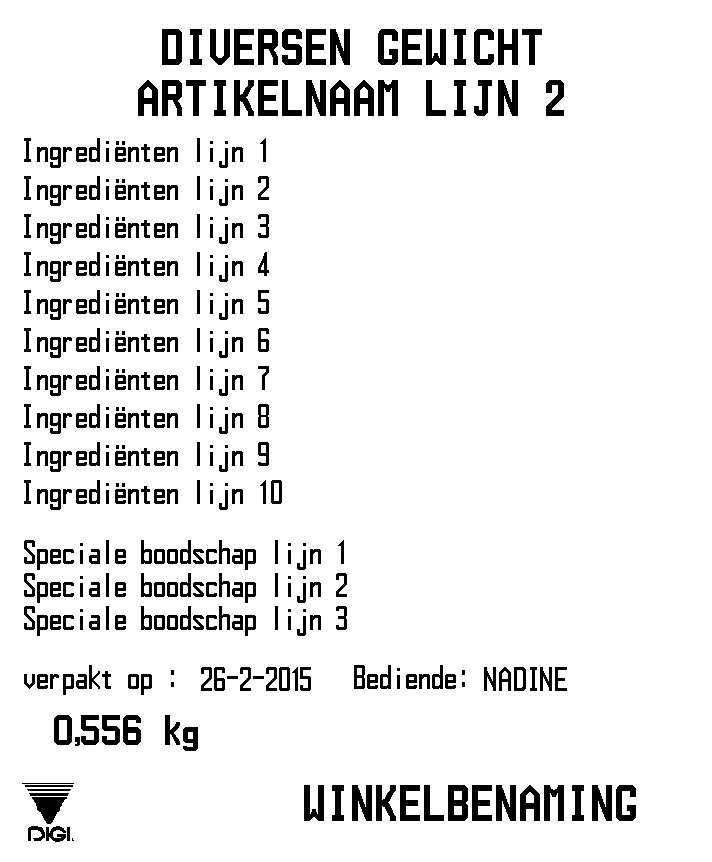 DIVERSEN GEWICHT
ARTIKELNAAM LIJN 2
Ingrediënten lijn 1
Ingrediënten lijn 2
Ingrediënten lijn 3
Ingrediënten lijn 4
Ingrediënten lijn 5
Ingrediënten lijn 6
Ingrediënten lijn 7
Ingrediënten lijn 8
Ingrediënten lijn 9
Ingrediënten lijn 10
Speciale boodschap lijn 1
Speciale boodschap lijn 2
Speciale boodschap lijn 3
verpakt op : 26-2-2015 Bediende: NADINE
0,556 kg
WINKELBENAMING
DIGI.